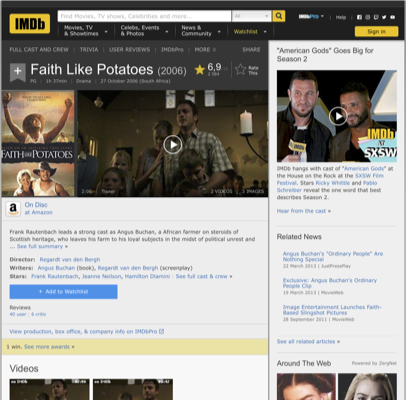 IMDb
Find Movies, TV shows, Celebrities and more...
All
IMDbPro
Help
Movies, TV
& Showtimes
Celebs, Events
& Photos
News &
Community
Watchlist
Sign in
FULL CAST AND CREW | TRIVIA | USER REVIEWS | IMDbPro | MORE
SHARE
Faith Like Potatoes (2006)
6,9
Rate
This
PG | 1h 57min | Drama | 27 October 2006 (South Africa)
FAITH LIKE POTATOES
2:06 Trailer
2 VIDEOS
3 IMAGES
On Disc
at Amazon
Frank Rautenbach leads a strong cast as Angus Buchan, a African farmer on steroids of
Scottish heritage, who leaves his farm to his loyal subjects in the midst of political unrest and
... See full summary »
Director: Regardt van den Bergh
Writers: Angus Buchan (book), Regardt van den Bergh (screenplay)
Stars: Frank Rautenbach, Jeanne Neilson, Hamilton Dlamini | See full cast & crew »
+ Add to Watchlist
Reviews
40 user | 6 critic
View production, box office, & company info on IMDbPro
1 win. See more awards »
Videos
"American Gods" Goes Big for
Season 2
IMDb
AT
SXSW
IMDb hangs with cast of "American Gods" at
the House on the Rock at the SXSW Film
Festival. Stars Ricky Whittle and Pablo
Schreiber reveal the one word that best
describes Season 2.
Hear from the cast »
Related News
Angus Buchan's "Ordinary People" Are
Nothing Special
22 March 2013 | JustPressPlay
Exclusive: Angus Buchan's Ordinary
People Clip
19 March 2013 | MovieWeb
Image Entertainment Launches Faith-
Based Slingshot Pictures
28 September 2011 | MovieWeb
See all related articles »
Around The Web
Powered by ZergNet